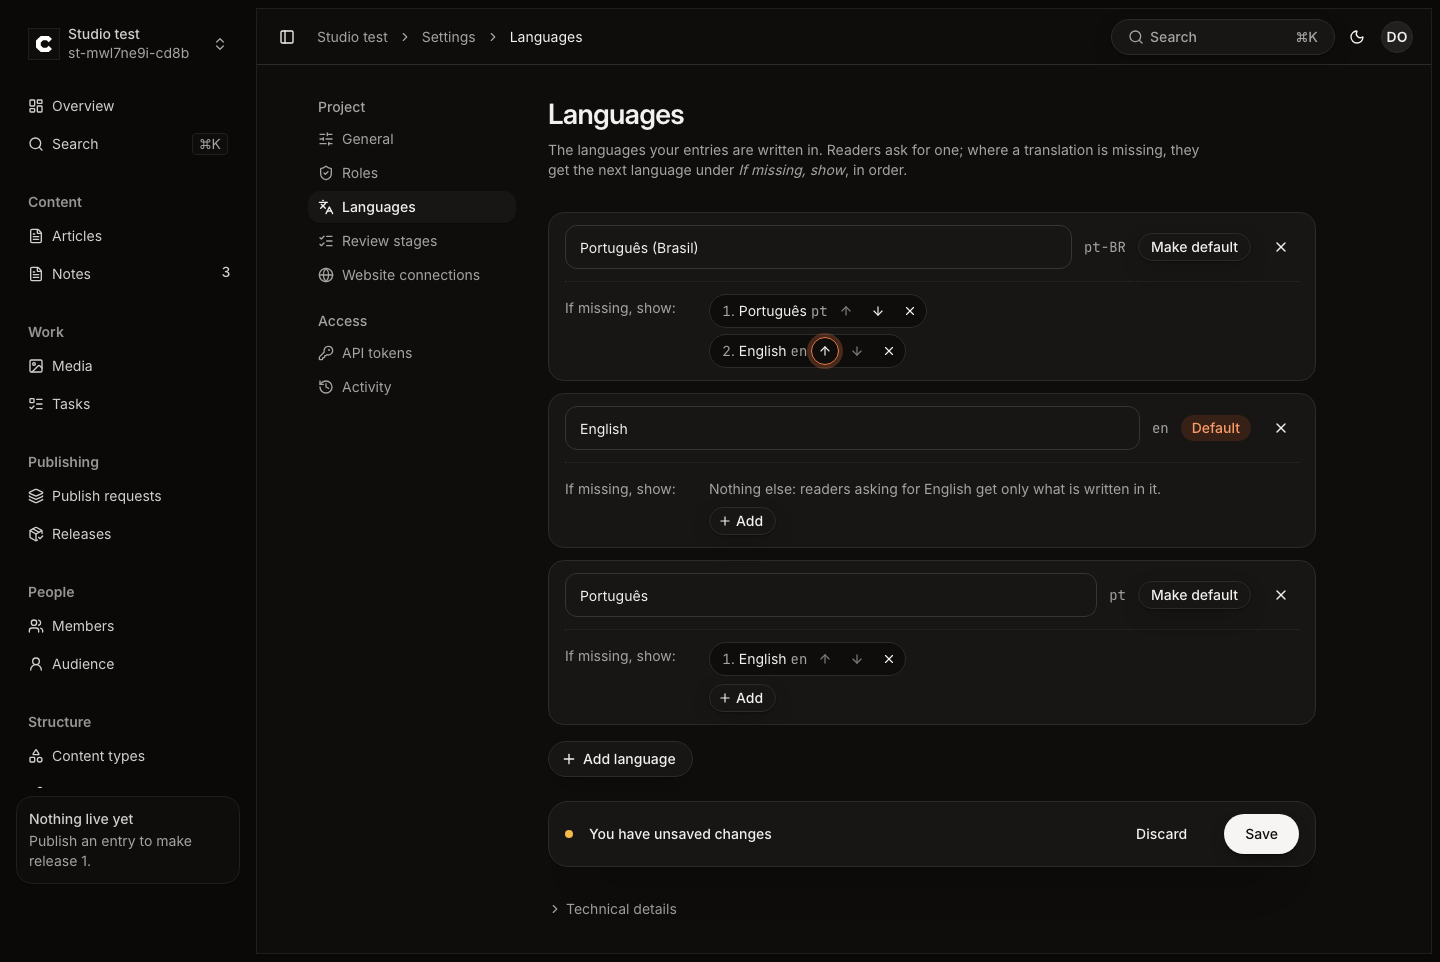 Studio test
st-mwl7ne9i-cd8b
Overview
Search ⌘K
Content
Articles
Notes 3
Work
Media
Tasks
Publishing
Publish requests
Releases
People
Members
Audience
Structure
Content types
Nothing live yet
Publish an entry to make
release 1.
Studio test > Settings > Languages
Search ⌘K
DO
Project
General
Roles
Languages
Review stages
Website connections
Access
API tokens
Activity
Languages
The languages your entries are written in. Readers ask for one; where a translation is missing, they
get the next language under If missing, show, in order.
Português (Brasil) pt-BR Make default
If missing, show: 1. Português pt
2. English en
English en Default
If missing, show: Nothing else: readers asking for English get only what is written in it.
+ Add
Português pt Make default
If missing, show: 1. English en
+ Add
+ Add language
You have unsaved changes Discard Save
Technical details